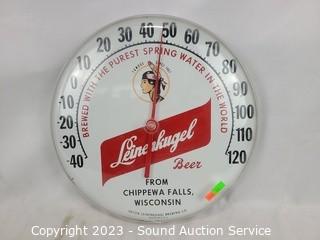 -40 -30 -20 -10 0 10 20 30 40 50 60 70 80 90 100 110 120
BREWED WITH THE PUREST SPRING WATER IN THE WORLD
Leinenkugel
Beer
FROM
CHIPPEWA FALLS,
WISCONSIN
Copyright 2023 - Sound Auction Service